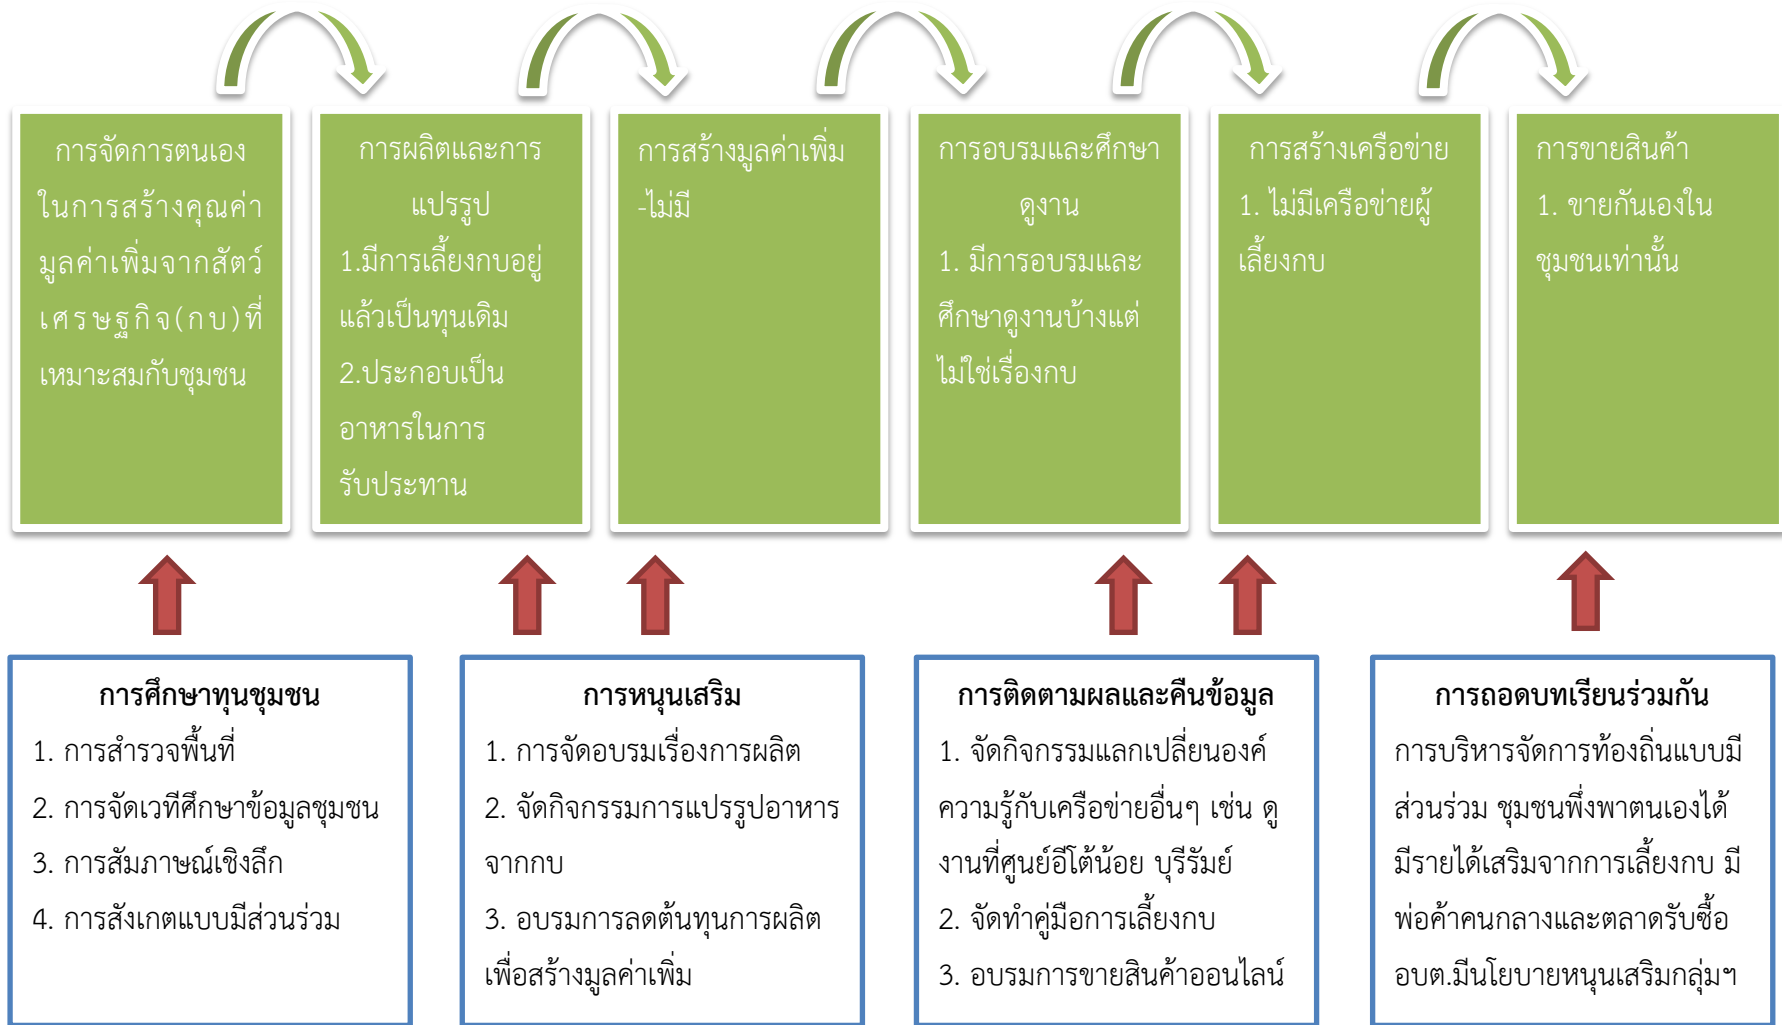 การจัดการตนเอง
ในการสร้างคุณค่า
มูลค่าเพิ่มจากสัตว์
เศรษฐกิจ(กบ)ที่
เหมาะสมกับชุมชน
การผลิตและการ
แปรรูป
1.มีการเลี้ยงกบอยู่
แล้วเป็นทุนเดิม
2.ประกอบเป็น
อาหารในการ
รับประทาน
การสร้างมูลค่าเพิ่ม
-ไม่มี
การอบรมและศึกษา
ดูงาน
1. มีการอบรมและ
ศึกษาดูงานบ้างแต่
ไม่ใช่เรื่องกบ
การสร้างเครือข่าย
1. ไม่มีเครือข่ายผู้
เลี้ยงกบ
การขายสินค้า
1. ขายกันเองใน
ชุมชนเท่านั้น
การศึกษาทุนชุมชน
1. การสำรวจพื้นที่
2. การจัดเวทีศึกษาข้อมูลชุมชน
3. การสัมภาษณ์เชิงลึก
4. การสังเกตแบบมีส่วนร่วม
การหนุนเสริม
1. การจัดอบรมเรื่องการผลิต
2. จัดกิจกรรมการแปรรูปอาหาร
จากกบ
3. อบรมการลดต้นทุนการผลิต
เพื่อสร้างมูลค่าเพิ่ม
การติดตามผลและคืนข้อมูล
1. จัดกิจกรรมแลกเปลี่ยนองค์
ความรู้กับเครือข่ายอื่นๆ เช่น ดู
งานที่ศูนย์อีโต้น้อย บุรีรัมย์
2. จัดทำคู่มือการเลี้ยงกบ
3. อบรมการขายสินค้าออนไลน์
การถอดบทเรียนร่วมกัน
การบริหารจัดการท้องถิ่นแบบมี
ส่วนร่วม ชุมชนพึ่งพาตนเองได้
มีรายได้เสริมจากการเลี้ยงกบ มี
พ่อค้าคนกลางและตลาดรับซื้อ
อบต.มีนโยบายหนุนเสริมกลุ่มฯ